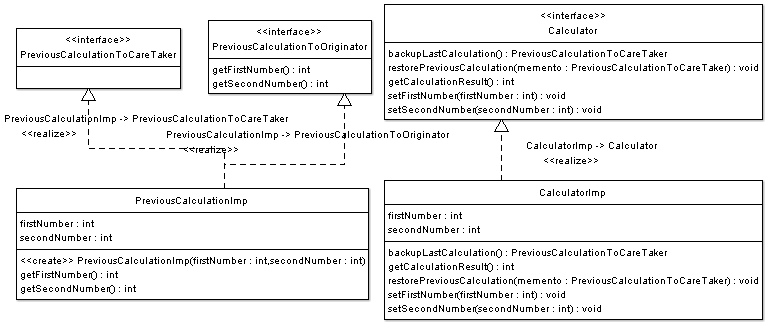 <<interface>>
PreviousCalculationToCareTaker
<<interface>>
PreviousCalculationToOriginator
getFirstNumber() : int
getSecondNumber() : int
<<interface>>
Calculator
backupLastCalculation() : PreviousCalculationToCareTaker
restorePreviousCalculation(memento : PreviousCalculationToCareTaker) : void
getCalculationResult() : int
setFirstNumber(firstNumber : int) : void
setSecondNumber(secondNumber : int) : void
PreviousCalculationImp -> PreviousCalculationToCareTaker
<<realize>>
PreviousCalculationImp -> PreviousCalculationToOriginator
<<realize>>
CalculatorImp -> Calculator
<<realize>>
PreviousCalculationImp
firstNumber : int
secondNumber : int
<<create>> PreviousCalculationImp(firstNumber : int,secondNumber : int)
getFirstNumber() : int
getSecondNumber() : int
CalculatorImp
firstNumber : int
secondNumber : int
backupLastCalculation() : PreviousCalculationToCareTaker
getCalculationResult() : int
restorePreviousCalculation(memento : PreviousCalculationToCareTaker) : void
setFirstNumber(firstNumber : int) : void
setSecondNumber(secondNumber : int) : void